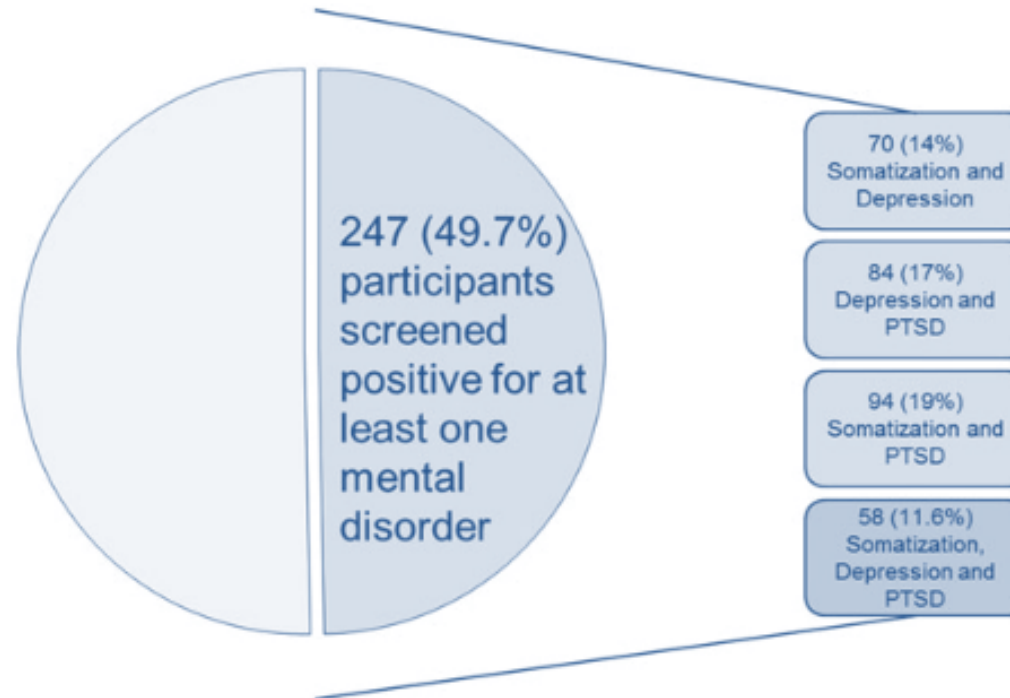 247 (49.7%)
participants
screened
positive for at
least one
mental
disorder
70 (14%)
Somatization and
Depression
84 (17%)
Depression and
PTSD
94 (19%)
Somatization and
PTSD
58 (11.6%)
Somatization,
Depression and
PTSD